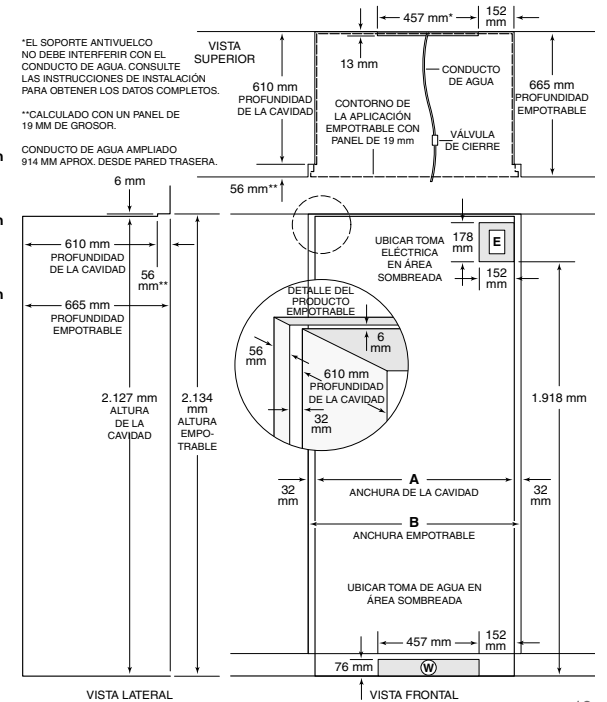 *EL SOPORTE ANTIVUELCO
NO DEBE INTERFERIR CON EL
CONDUCTO DE AGUA. CONSULTE
LAS INSTRUCCIONES DE INSTALACIÓN
PARA OBTENER LOS DATOS COMPLETOS.
**CALCULADO CON UN PANEL DE
19 MM DE GROSOR.
CONDUCTO DE AGUA AMPLIADO
914 MM APROX. DESDE PARED TRASERA.
VISTA
SUPERIOR
457 mm*
152
mm
13 mm
610 mm
PROFUNDIDAD
DE LA CAVIDAD
CONDUCTO
DE AGUA
665 mm
PROFUNDIDAD
EMPOTRABLE
CONTORNO DE
LA APLICACIÓN
EMPOTRABLE CON
PANEL DE 19 mm
VÁLVULA
DE CIERRE
56 mm**
6 mm
610 mm
PROFUNDIDAD
DE LA CAVIDAD
56
mm**
665 mm
PROFUNDIDAD
EMPOTRABLE
2.127 mm
ALTURA
DE LA
CAVIDAD
2.134
mm
ALTURA
EMPO-
TRABLE
VISTA LATERAL
UBICAR TOMA
ELÉCTRICA
EN ÁREA
SOMBREADA
178
mm
E
152
mm
DETALLE DEL
PRODUCTO
EMPOTRABLE
56
mm
6
mm
610 mm
PROFUNDIDAD
DE LA CAVIDAD
32
mm
1.918 mm
32
mm
A
ANCHURA DE LA CAVIDAD
32
mm
B
ANCHURA EMPOTRABLE
UBICAR TOMA DE AGUA EN
ÁREA SOMBREADA
457 mm
152
mm
76 mm
W
VISTA FRONTAL